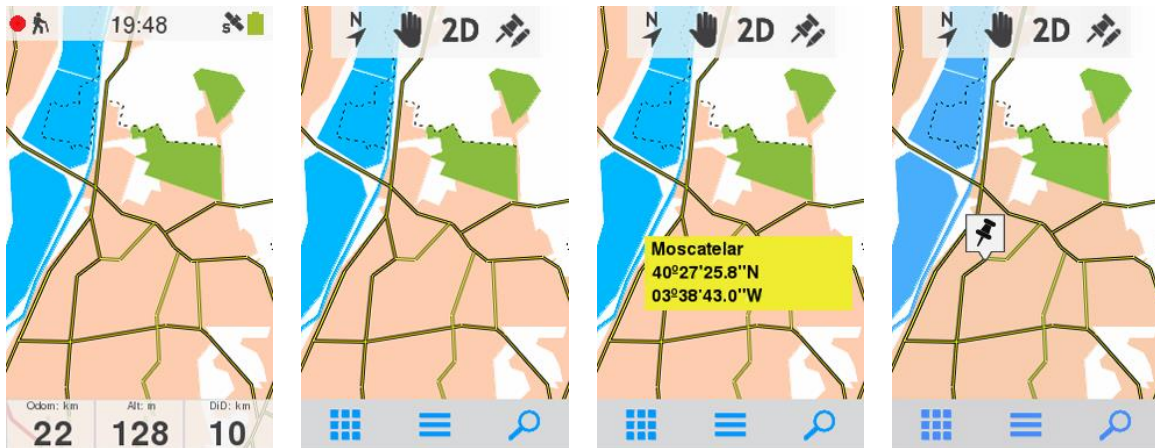 19:48
S
Odom: km
Alt: m
DiD: km
22
128
10
N
2D
N
2D
Moscatelar
40º27'25.8"N
03º38'43.0"W
N
2D